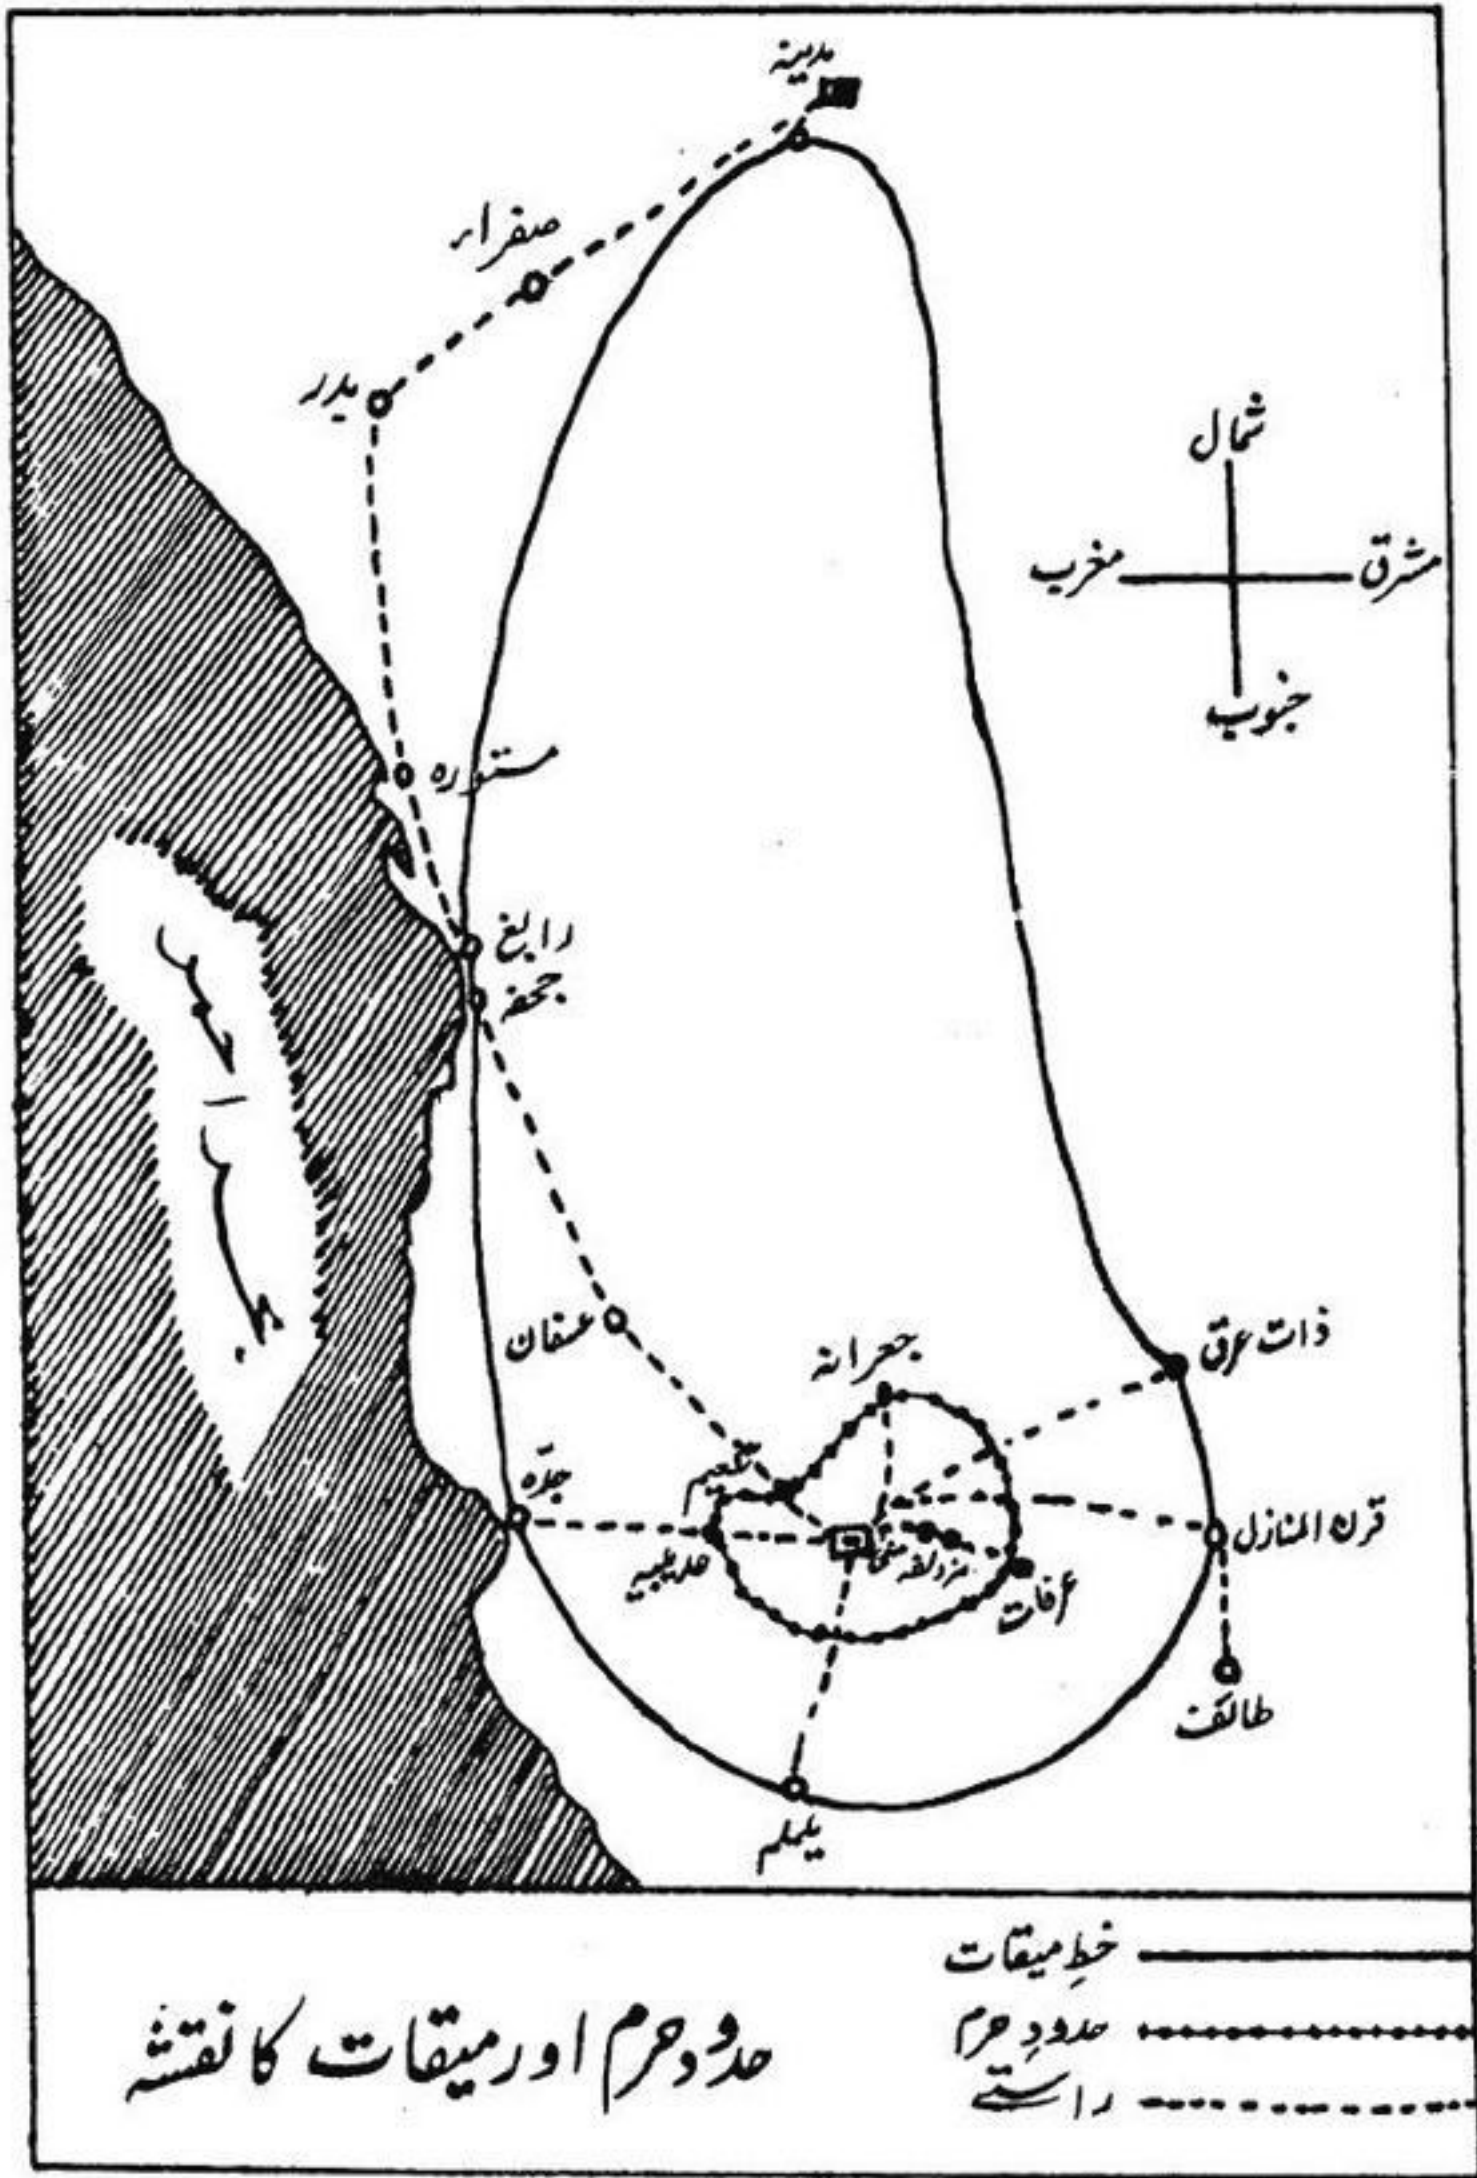 مدینہ
صفراء
بدر
شمال
مغرب
مشرق
جنوب
مستورہ
رابغ
جحفہ
بحر احمر
عسفان
جعرانہ
ذات عرق
تنعیم
جدّہ
قرن المنازل
حدیبیہ
منیٰ
مزدلفہ
عرفات
طائف
یلملم
خطِ میقات
حدودِ حرم
راستے
حدود حرم اور میقات کا نقشہ